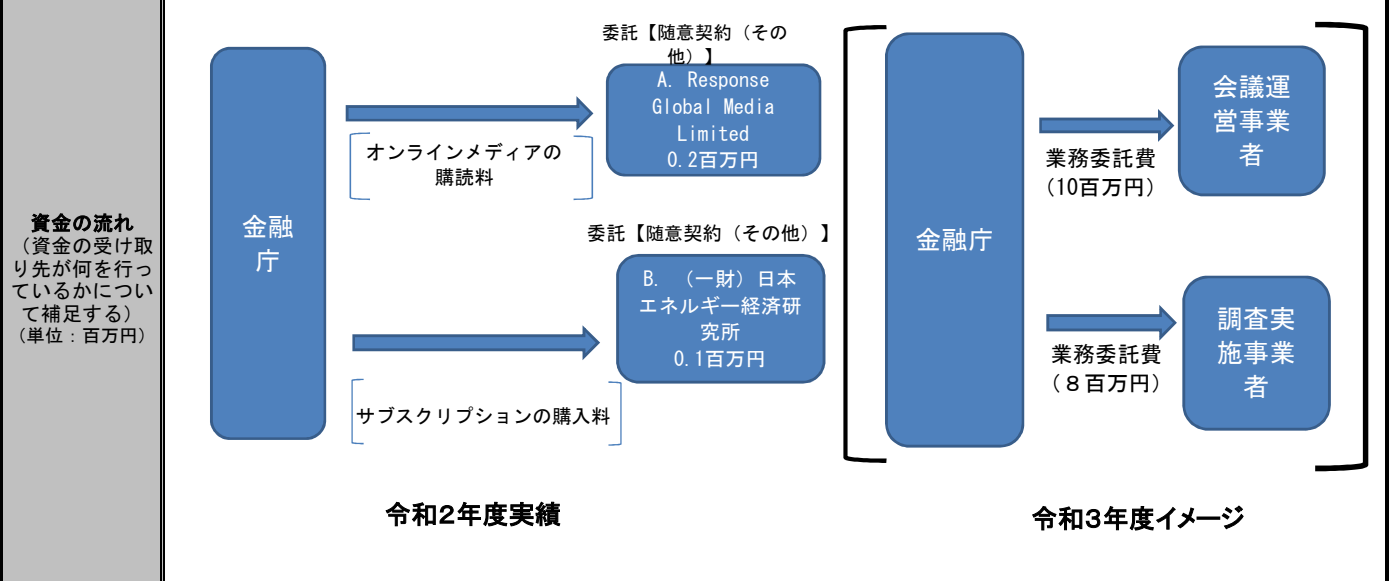 資金の流れ
（資金の受け取
り先が何を行っ
ているかについ
て補足する）
（単位：百万円）
金融
庁
委託【随意契約（その
他）】
A. Response
Global Media
Limited
0.2百万円
オンラインメディアの
購読料
委託【随意契約（その他）】
B. （一財）日本
エネルギー経済研
究所
0.1百万円
サブスクリプションの購入料
令和２年度実績
金融庁
会議運
営事業
者
業務委託費
（10百万円）
調査実
施事業
者
業務委託費
（８百万円）
令和３年度イメージ